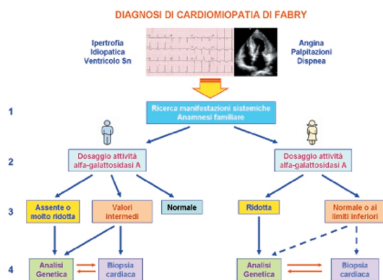 DIAGNOSI DI CARDIOMIOPATIA DI FABRY
Ipertrofia
Idiopatica
Ventricolo Sn
Angina
Palpitazioni
Dispnea
1
Ricerca manifestazioni sistemiche
Anamnesi familiare
2
Dosaggio attività
alfa-galattosidasi A
Dosaggio attività
alfa-galattosidasi A
3
Assente o
molto ridotta
Valori
intermedi
Normale
Ridotta
Normale o ai
limiti inferiori
4
Analisi
Genetica
Biopsia
cardiaca
Analisi
Genetica
Biopsia
cardiaca